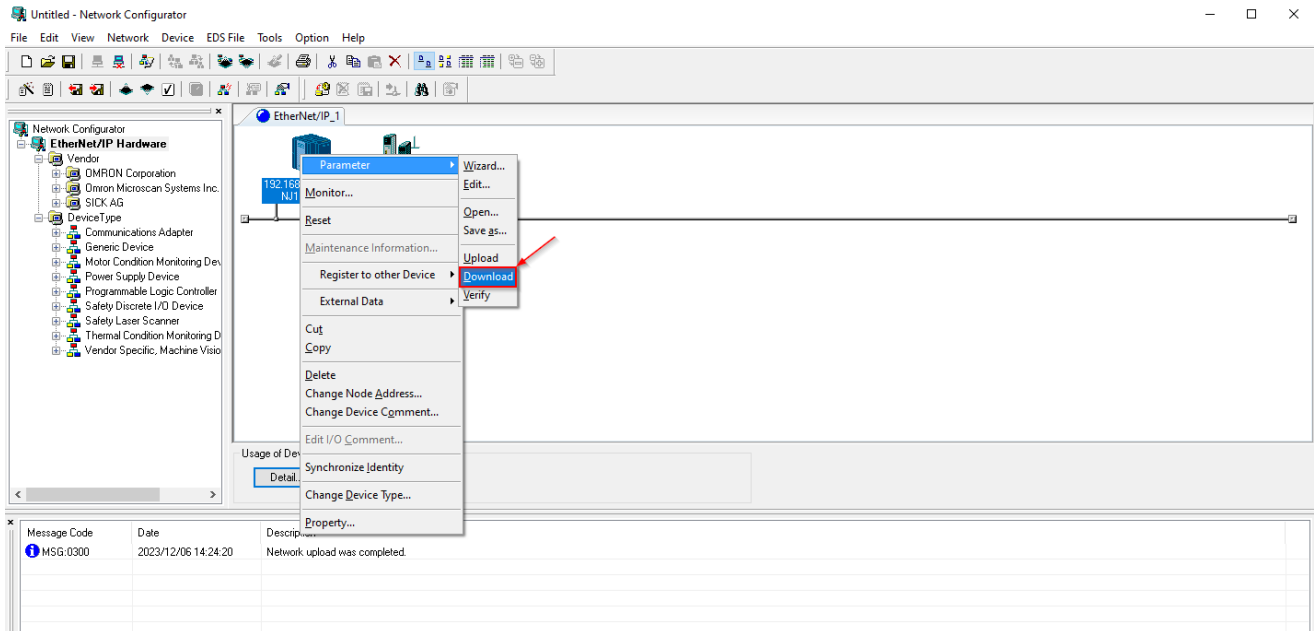 Untitled - Network Configurator
File Edit View Network Device EDS File Tools Option Help
EtherNet/IP_1
Network Configurator
EtherNet/IP Hardware
Vendor
OMRON Corporation
Omron Microscan Systems Inc.
SICK AG
DeviceType
Communications Adapter
Generic Device
Motor Condition Monitoring Dev
Power Supply Device
Programmable Logic Controller
Safety Discrete I/O Device
Safety Laser Scanner
Thermal Condition Monitoring D
Vendor Specific, Machine Visio
192.168
NJ1
Parameter
Monitor...
Reset
Maintenance Information...
Register to other Device
External Data
Cut
Copy
Delete
Change Node Address...
Change Device Comment...
Edit I/O Comment...
Synchronize Identity
Change Device Type...
Property...
Wizard...
Edit...
Open...
Save as...
Upload
Download
Verify
Usage of Dev
Detail..
Message Code Date Description
MSG:0300 2023/12/06 14:24:20 Network upload was completed.